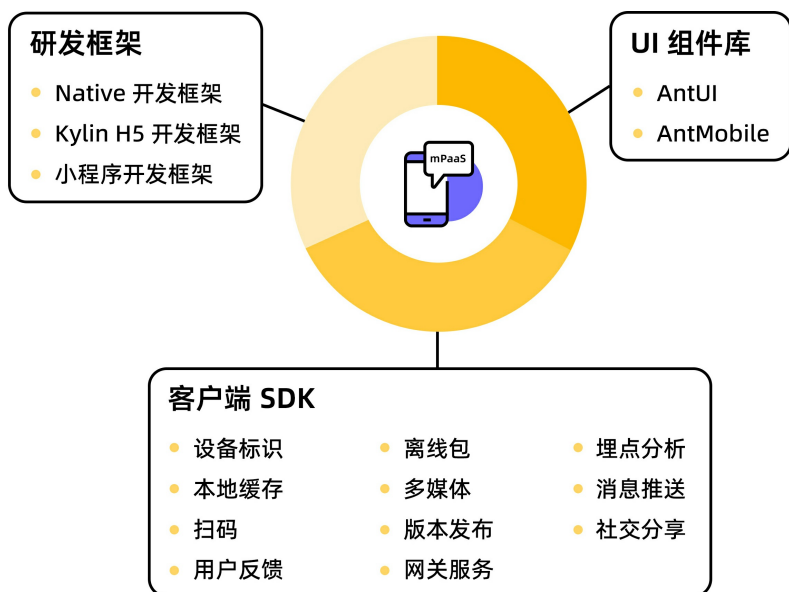 研发框架
Native 开发框架
Kylin H5 开发框架
小程序开发框架
UI 组件库
AntUI
AntMobile
mPaaS
客户端 SDK
设备标识
本地缓存
扫码
用户反馈
离线包
多媒体
版本发布
网关服务
埋点分析
消息推送
社交分享